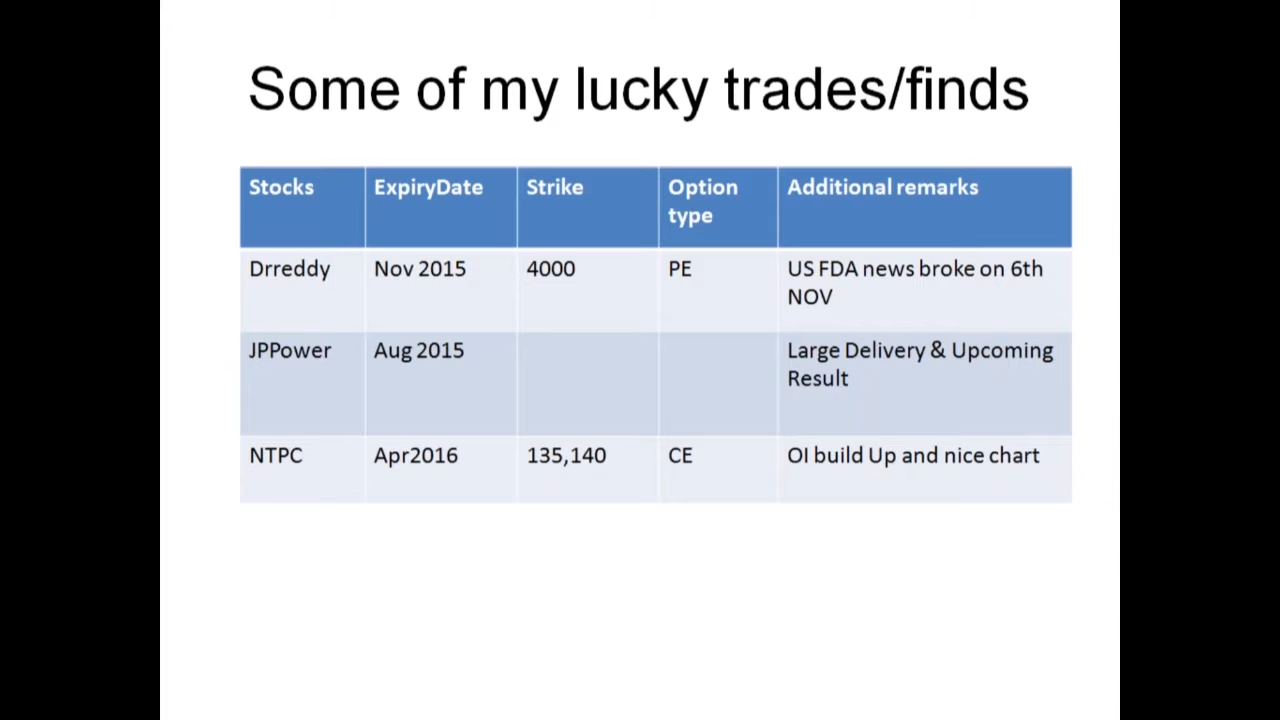 Some of my lucky trades/finds
Stocks ExpiryDate Strike Option type Additional remarks
Drreddy Nov 2015 4000 PE US FDA news broke on 6th NOV
JPPower Aug 2015 Large Delivery & Upcoming Result
NTPC Apr2016 135,140 CE OI build Up and nice chart